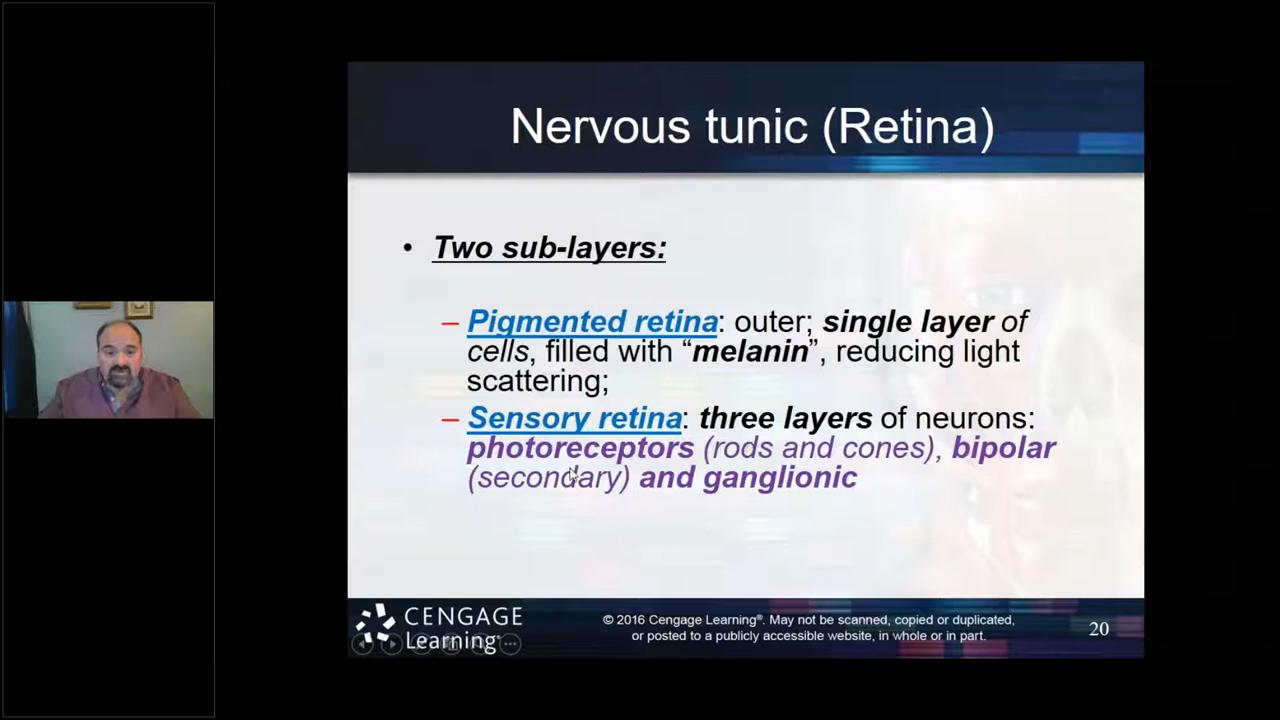 Nervous tunic (Retina)
• Two sub-layers:
– Pigmented retina: outer; single layer of
cells, filled with “melanin”, reducing light
scattering;
– Sensory retina: three layers of neurons:
photoreceptors (rods and cones), bipolar
(secondary) and ganglionic
CENGAGE
Learning®
© 2016 Cengage Learning®. May not be scanned, copied or duplicated,
or posted to a publicly accessible website, in whole or in part.
20